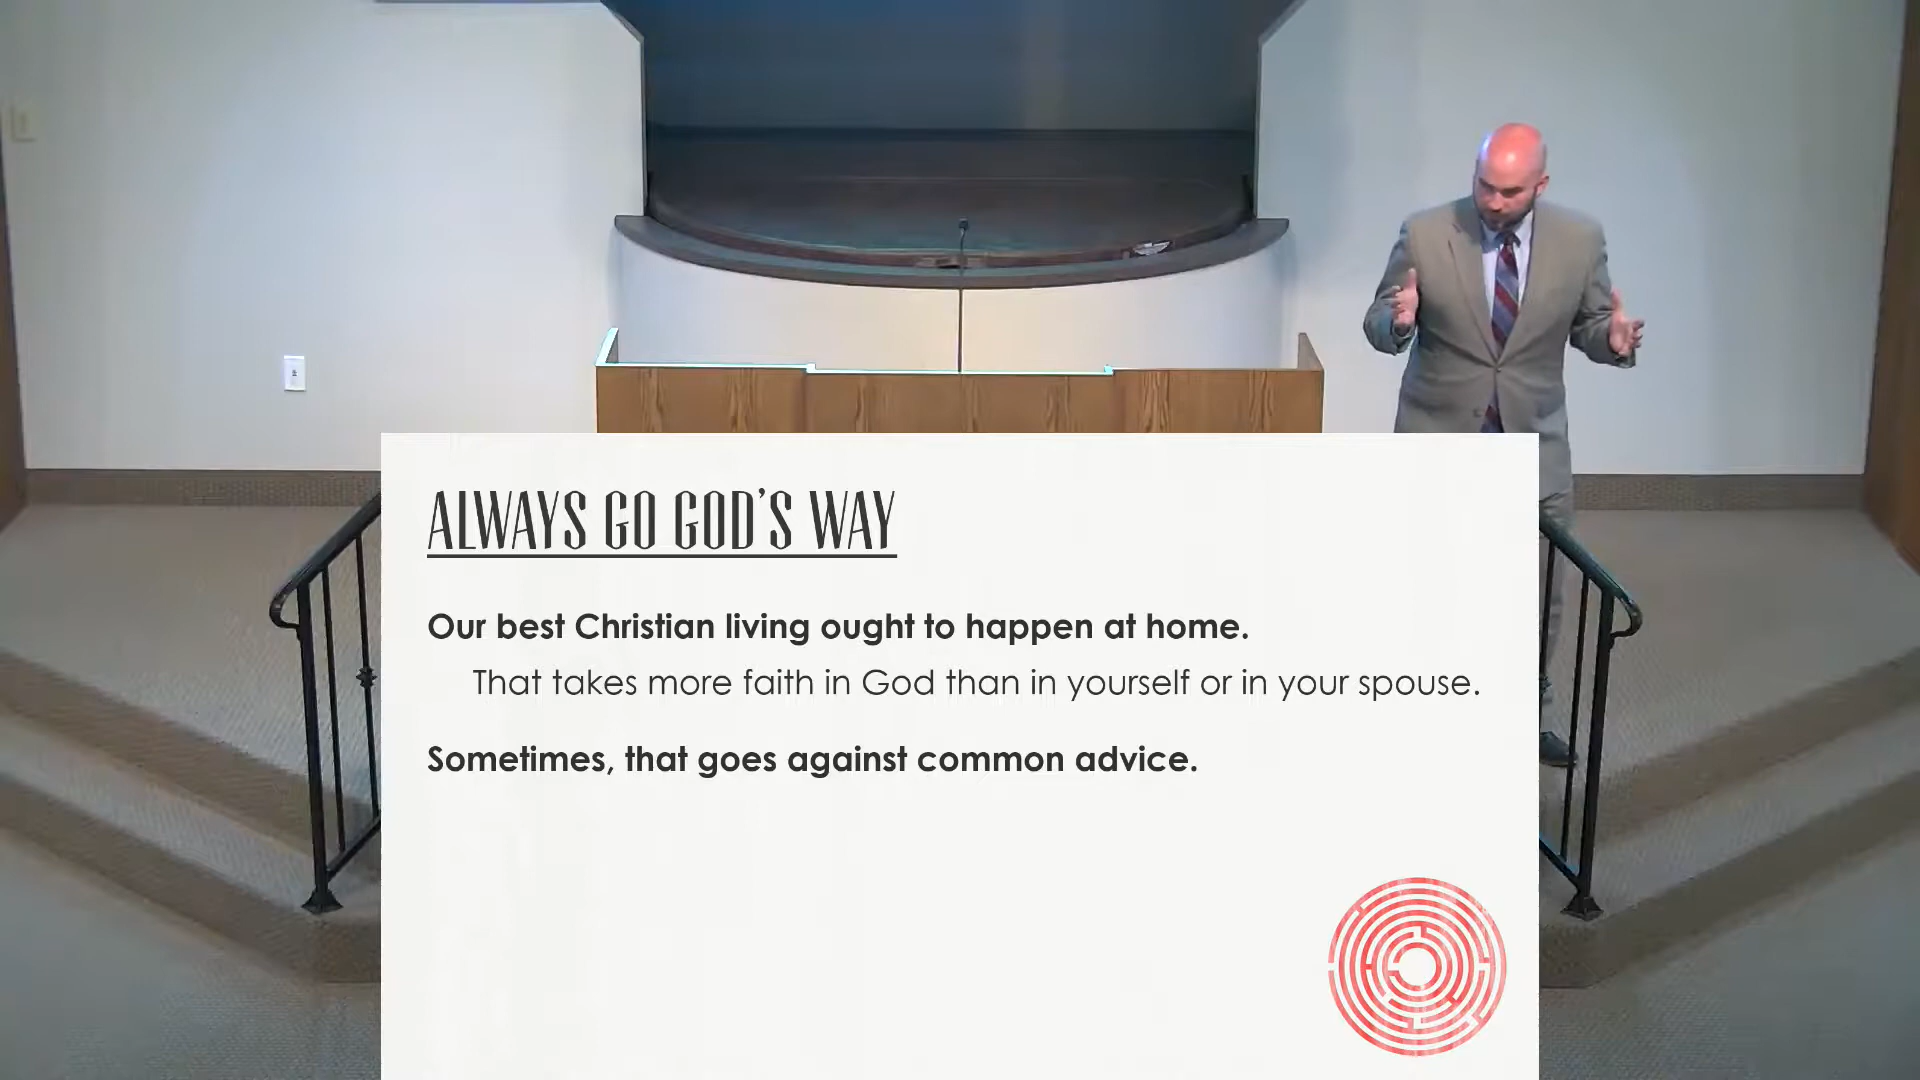 ALWAYS GO GOD'S WAY
Our best Christian living ought to happen at home.
That takes more faith in God than in yourself or in your spouse.
Sometimes, that goes against common advice.